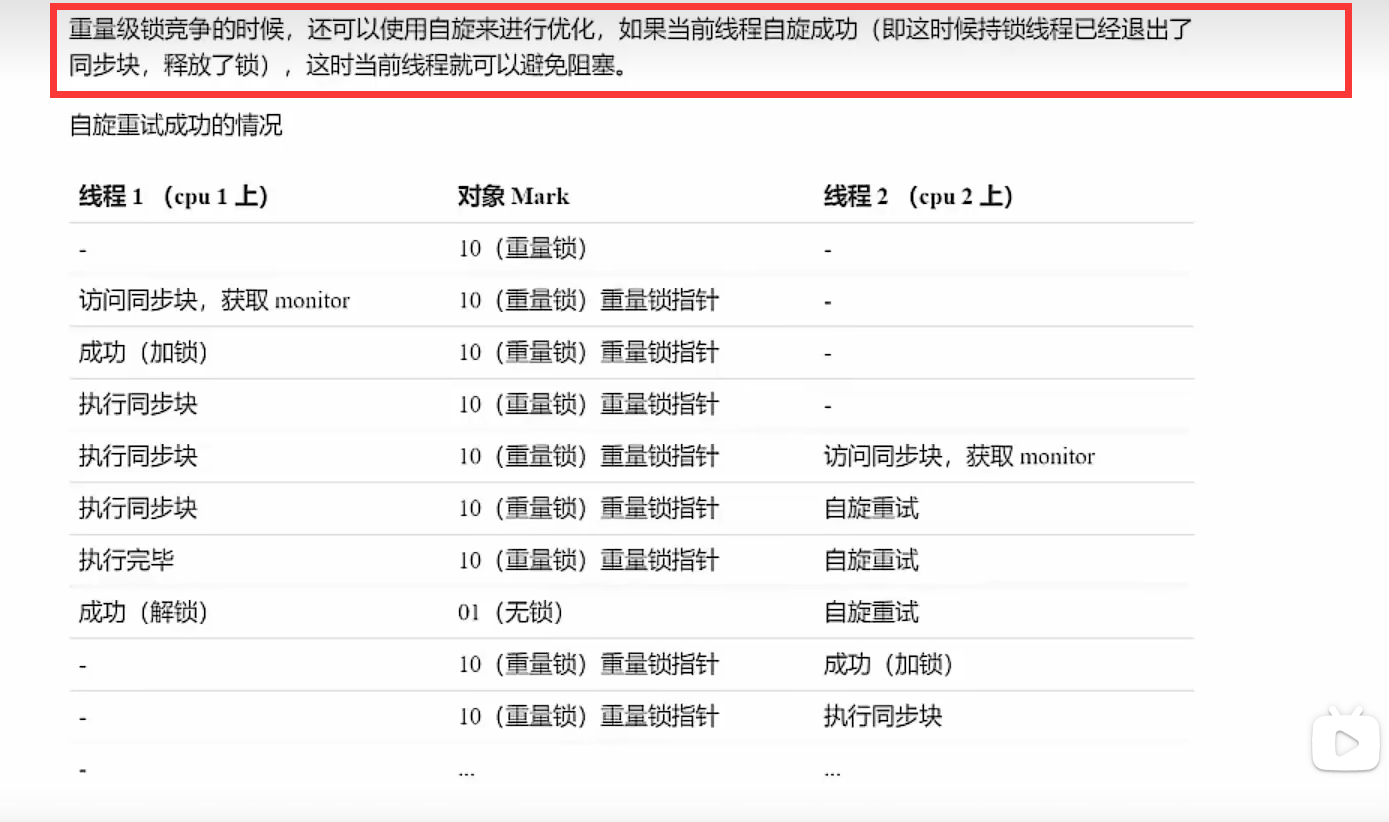 重量级锁竞争的时候，还可以使用自旋来进行优化，如果当前线程自旋成功（即这时候持锁线程已经退出了
同步块，释放了锁），这时当前线程就可以避免阻塞。
自旋重试成功的情况
线程 1 （cpu 1 上） 对象 Mark 线程 2 （cpu 2 上）
- 10（重量锁） -
访问同步块，获取 monitor 10（重量锁）重量锁指针 -
成功（加锁） 10（重量锁）重量锁指针 -
执行同步块 10（重量锁）重量锁指针 -
执行同步块 10（重量锁）重量锁指针 访问同步块，获取 monitor
执行同步块 10（重量锁）重量锁指针 自旋重试
执行完毕 10（重量锁）重量锁指针 自旋重试
成功（解锁） 01（无锁） 自旋重试
- 10（重量锁）重量锁指针 成功（加锁）
- 10（重量锁）重量锁指针 执行同步块
- ... ...